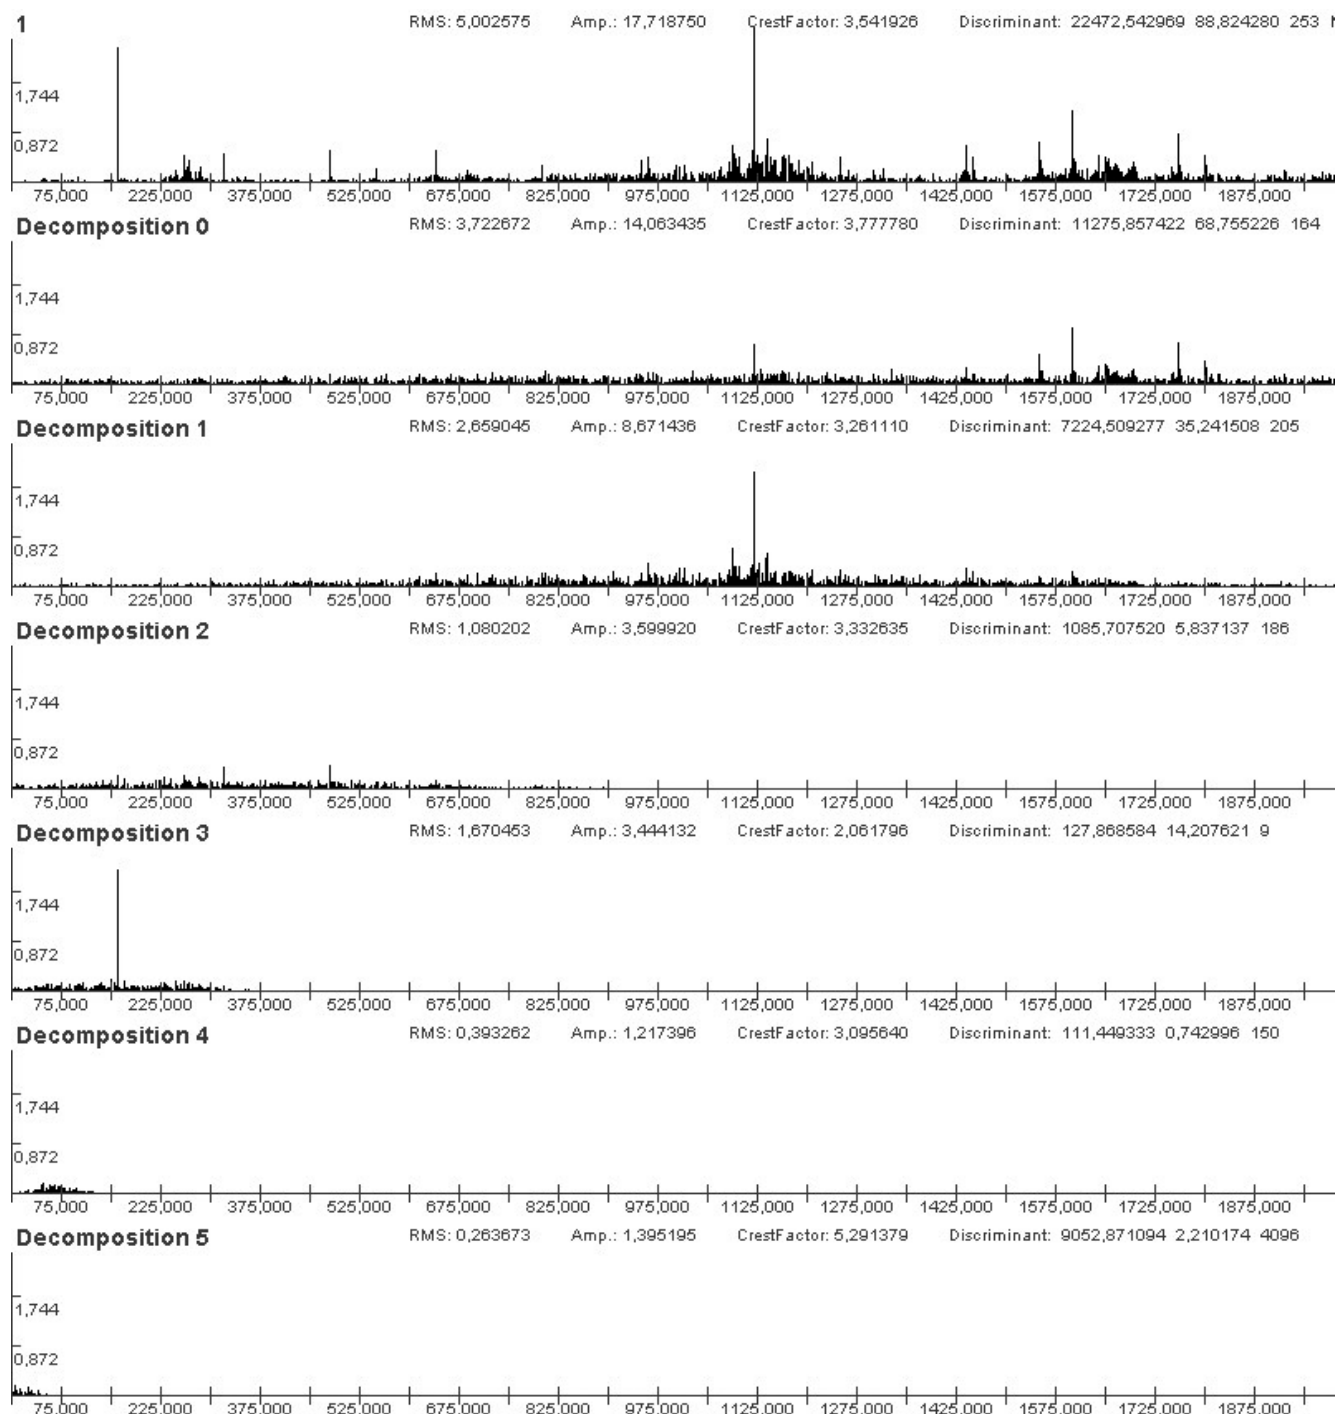 1 RMS: 5,002575 Amp.: 17,718750 CrestFactor: 3,541926 Discriminant: 22472,542969 88,824280 253
1,744
0,872
75,000 225,000 375,000 525,000 675,000 825,000 975,000 1125,000 1275,000 1425,000 1575,000 1725,000 1875,000
Decomposition 0 RMS: 3,722672 Amp.: 14,063435 CrestFactor: 3,777780 Discriminant: 11275,857422 68,755226 164
1,744
0,872
75,000 225,000 375,000 525,000 675,000 825,000 975,000 1125,000 1275,000 1425,000 1575,000 1725,000 1875,000
Decomposition 1 RMS: 2,659045 Amp.: 8,671436 CrestFactor: 3,261110 Discriminant: 7224,509277 35,241508 205
1,744
0,872
75,000 225,000 375,000 525,000 675,000 825,000 975,000 1125,000 1275,000 1425,000 1575,000 1725,000 1875,000
Decomposition 2 RMS: 1,080202 Amp.: 3,599920 CrestFactor: 3,332635 Discriminant: 1085,707520 5,837137 186
1,744
0,872
75,000 225,000 375,000 525,000 675,000 825,000 975,000 1125,000 1275,000 1425,000 1575,000 1725,000 1875,000
Decomposition 3 RMS: 1,670453 Amp.: 3,444132 CrestFactor: 2,061796 Discriminant: 127,868584 14,207621 9
1,744
0,872
75,000 225,000 375,000 525,000 675,000 825,000 975,000 1125,000 1275,000 1425,000 1575,000 1725,000 1875,000
Decomposition 4 RMS: 0,393262 Amp.: 1,217396 CrestFactor: 3,095640 Discriminant: 111,449333 0,742996 150
1,744
0,872
75,000 225,000 375,000 525,000 675,000 825,000 975,000 1125,000 1275,000 1425,000 1575,000 1725,000 1875,000
Decomposition 5 RMS: 0,263673 Amp.: 1,395195 CrestFactor: 5,291379 Discriminant: 9052,871094 2,210174 4096
1,744
0,872
75,000 225,000 375,000 525,000 675,000 825,000 975,000 1125,000 1275,000 1425,000 1575,000 1725,000 1875,000